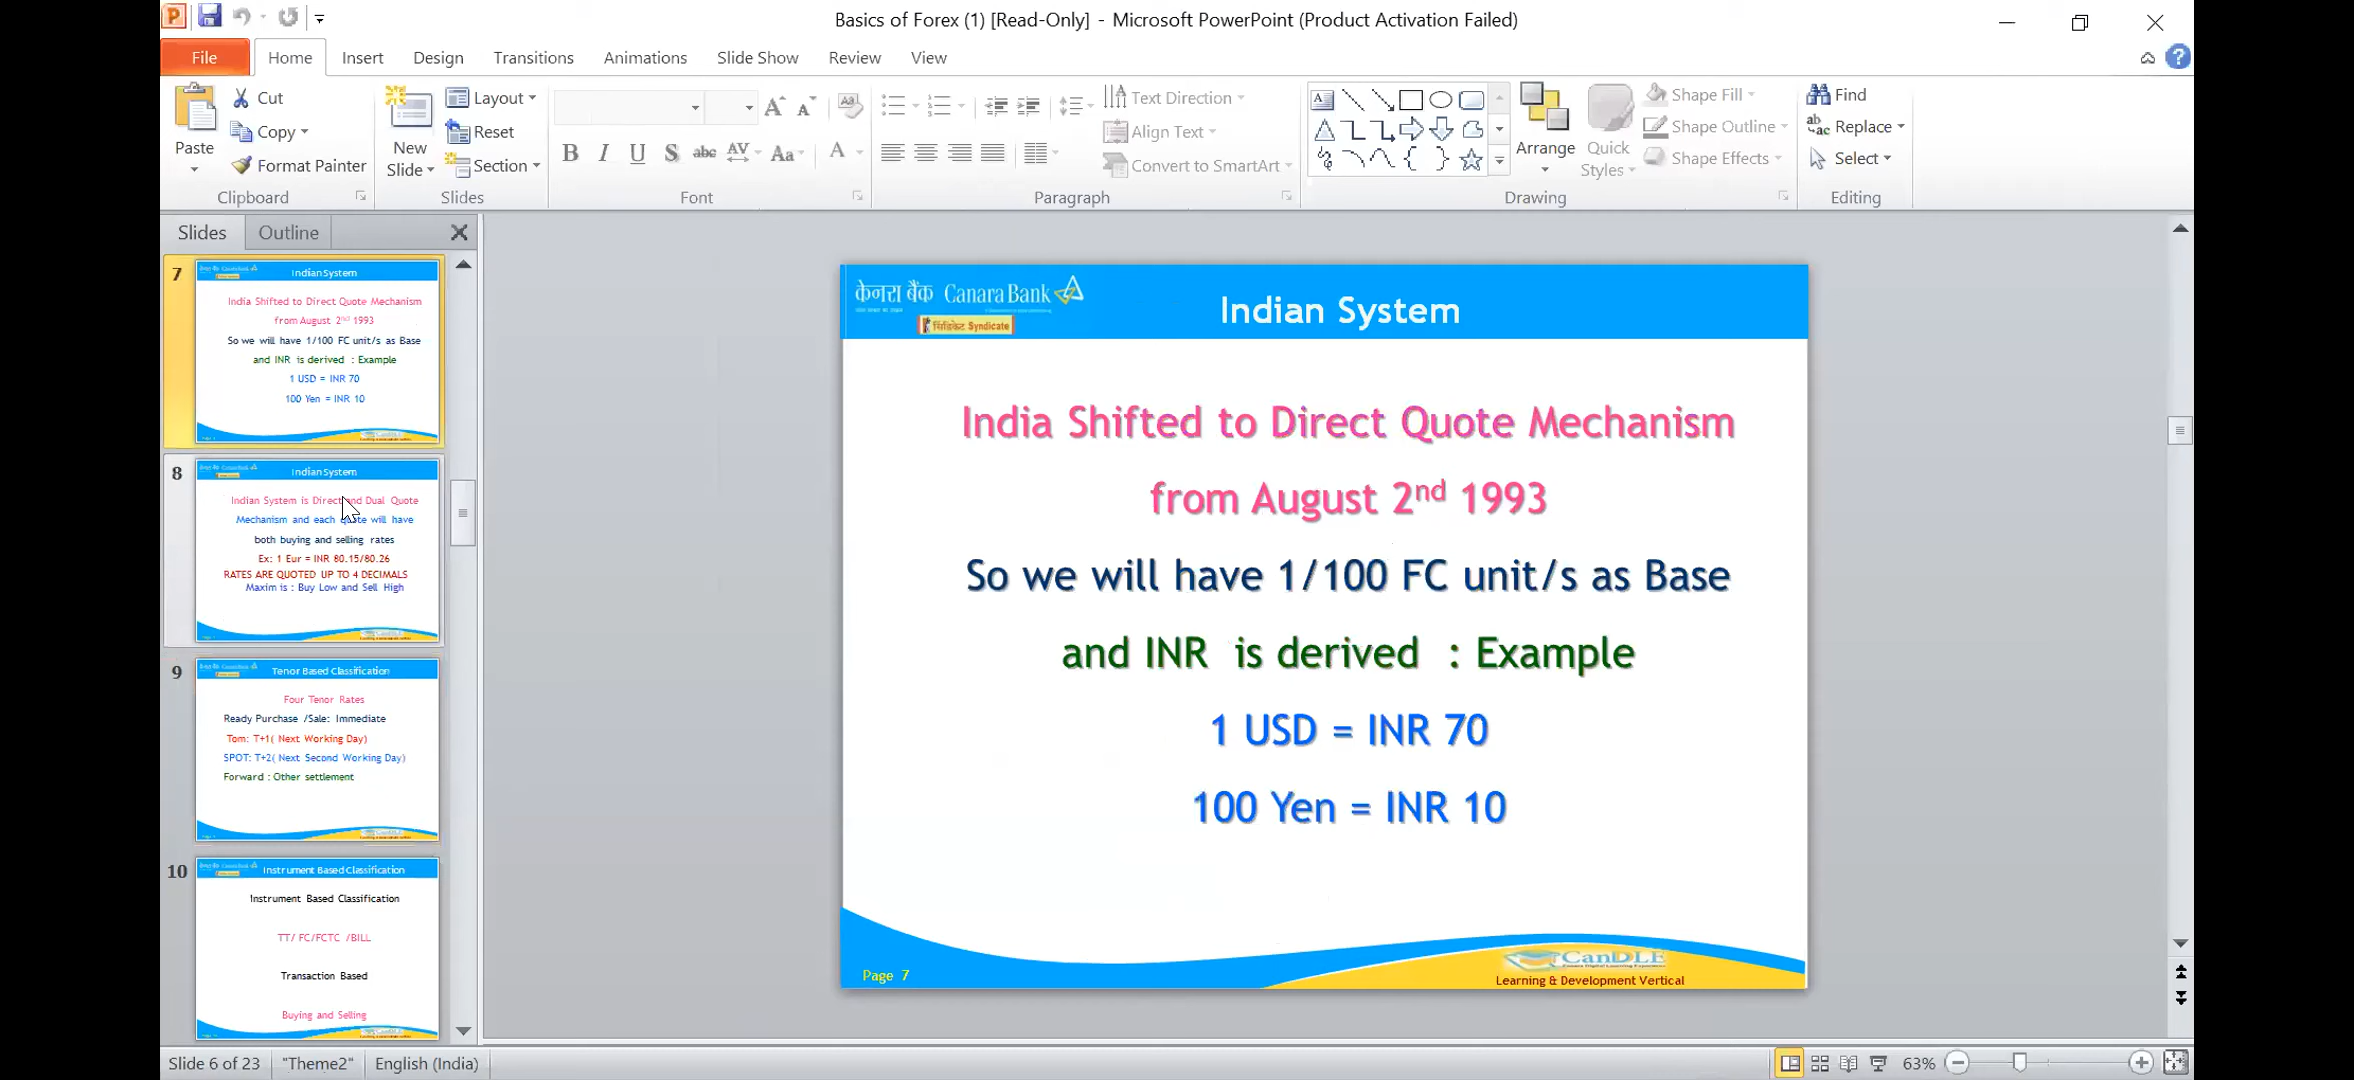 Basics of Forex (1) [Read-Only] - Microsoft PowerPoint (Product Activation Failed)
File Home Insert Design Transitions Animations Slide Show Review View
Paste
Cut
Copy
Format Painter
Clipboard
New Slide
Layout
Reset
Section
Slides
Font
Text Direction
Align Text
Convert to SmartArt
Paragraph
Arrange
Quick Styles
Shape Fill
Shape Outline
Shape Effects
Drawing
Find
Replace
Select
Editing
Slides Outline
7
Indian System
India Shifted to Direct Quote Mechanism
from August 2nd 1993
So we will have 1/100 FC unit/s as Base
and INR is derived : Example
1 USD = INR 70
100 Yen = INR 10
8
Indian System
Indian System is Direct and Dual Quote
Mechanism and each quote will have
both buying and selling rates
Ex: 1 Eur = INR 80.15/80.26
RATES ARE QUOTED UP TO 4 DECIMALS
Maxim is : Buy Low and Sell High
9
Tenor Based Classification
Four Tenor Rates
Ready Purchase /Sale: Immediate
Tom: T+1( Next Working Day)
SPOT: T+2( Next Second Working Day)
Forward : Other settlement
10
Instrument Based Classification
Instrument Based Classification
TT/ FC/FCTC /BILL
Transaction Based
Buying and Selling
केनरा बैंक Canara Bank
सिंडिकेट Syndicate
Indian System
India Shifted to Direct Quote Mechanism
from August 2nd 1993
So we will have 1/100 FC unit/s as Base
and INR is derived : Example
1 USD = INR 70
100 Yen = INR 10
Page 7
CanDLE
Learning & Development Vertical
Slide 6 of 23 "Theme2" English (India)
63%